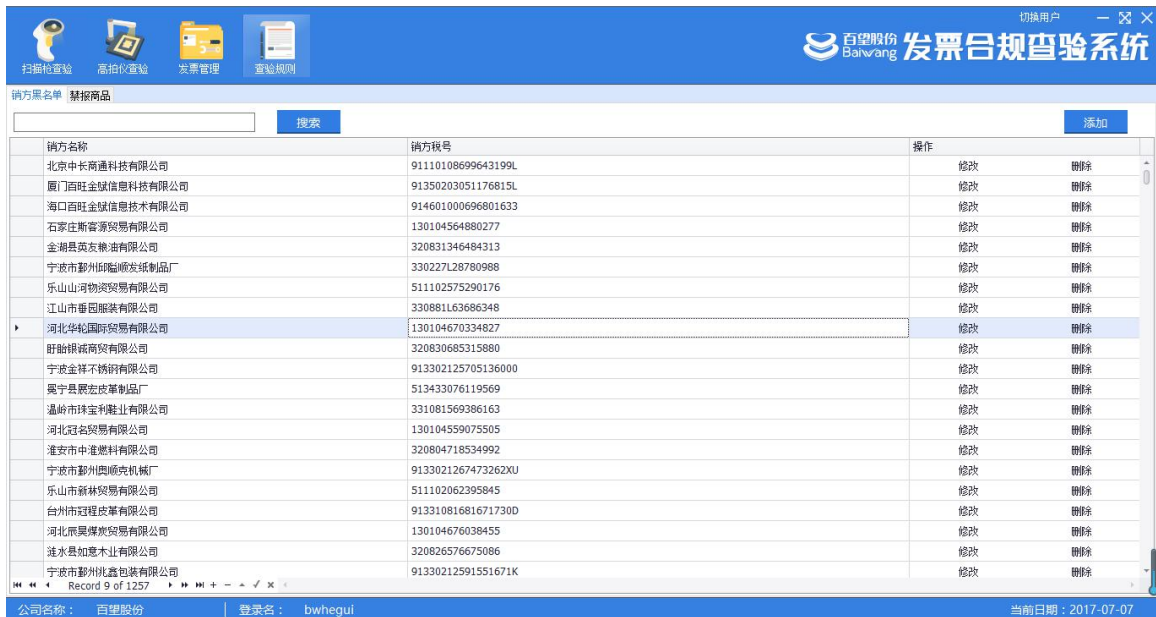 切换用户
百望股份 Baiwang 发票合规查验系统
扫描枪查验 高拍仪查验 发票管理 查验规则
销方黑名单 禁报商品
搜索 添加
销方名称 销方税号 操作
北京中长商通科技有限公司 91110108699643199L 修改 删除
厦门百旺金赋信息科技有限公司 91350203051176815L 修改 删除
海口百旺金赋信息技术有限公司 914601000696801633 修改 删除
石家庄斯客源贸易有限公司 130104564880277 修改 删除
金湖县英友粮油有限公司 320831346484313 修改 删除
宁波市鄞州邱隘顺发纸制品厂 330227L28780988 修改 删除
乐山山河物资贸易有限公司 511102575290176 修改 删除
江山市垂园服装有限公司 330881L63686348 修改 删除
河北华轮国际贸易有限公司 130104670334827 修改 删除
盱眙银诚商贸有限公司 320830685315880 修改 删除
宁波金祥不锈钢有限公司 913302125705136000 修改 删除
冕宁县展宏皮革制品厂 513433076119569 修改 删除
温岭市珠宝利鞋业有限公司 331081569386163 修改 删除
河北冠名贸易有限公司 130104559075505 修改 删除
淮安市中淮燃料有限公司 320804718534992 修改 删除
宁波市鄞州奥顺克机械厂 9133021267473262XU 修改 删除
乐山市新林贸易有限公司 511102062395845 修改 删除
台州市冠程皮革有限公司 91331081681671730D 修改 删除
河北辰昊煤炭贸易有限公司 130104676038455 修改 删除
涟水县如意木业有限公司 320826576675086 修改 删除
宁波市鄞州兆鑫包装有限公司 91330212591551671K 修改 删除
Record 9 of 1257
公司名称： 百望股份 登录名： bwhegui 当前日期：2017-07-07